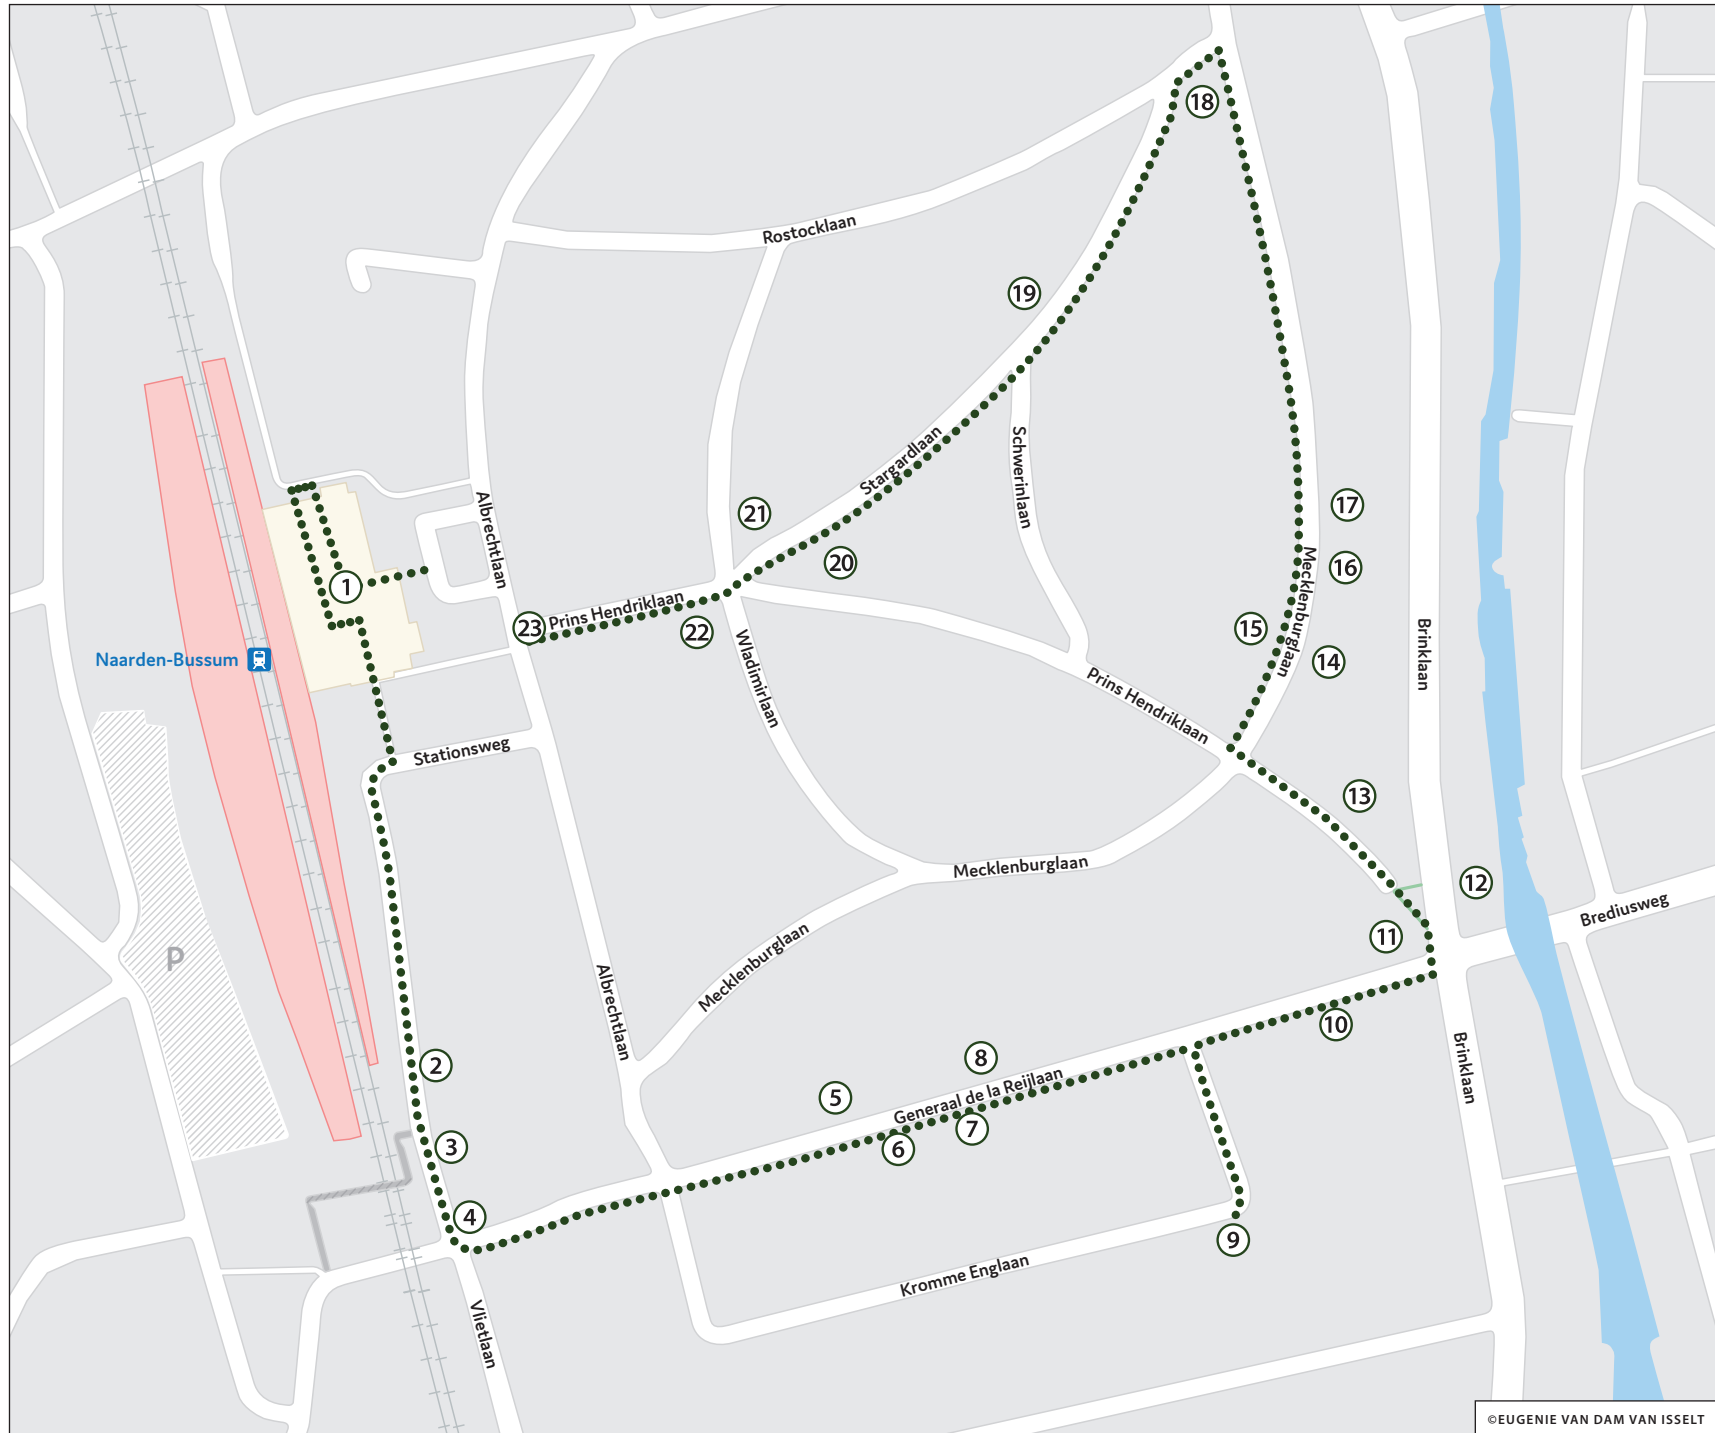 18
Rostocklaan
19
Stargardlaan
Schwerinlaan
Albrechtlaan
21
17
20
16
1
Mecklenburglaan
Prins Hendriklaan
23
22
15
14
Naarden-Bussum
Wladimirlaan
Brinklaan
Prins Hendriklaan
Stationsweg
13
Mecklenburglaan
12
Brediusweg
11
P
Mecklenburglaan
Albrechtlaan
10
2
8
Generaal de la Reijlaan
Brinklaan
5
7
6
3
4
9
Kromme Englaan
Vlietlaan
©EUGENIE VAN DAM VAN ISSELT